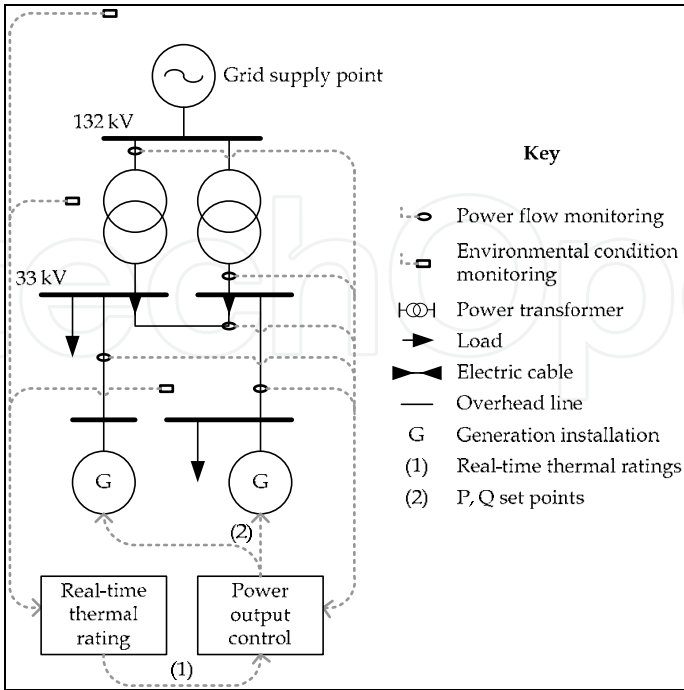 Grid supply point
132 kV
33 kV
G
G
(2)
Real-time
thermal
rating
Power
output
control
(1)
Key
Power flow monitoring
Environmental condition
monitoring
Power transformer
Load
Electric cable
Overhead line
G Generation installation
(1) Real-time thermal ratings
(2) P, Q set points